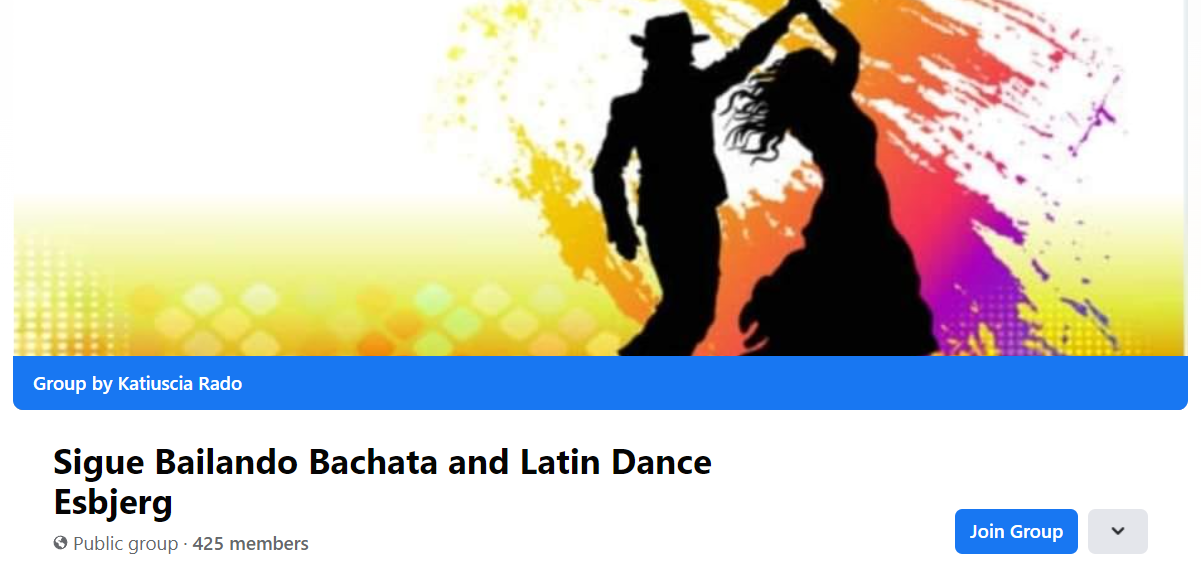 Group by Katiuscia Rado
Sigue Bailando Bachata and Latin Dance
Esbjerg
Public group · 425 members
Join Group